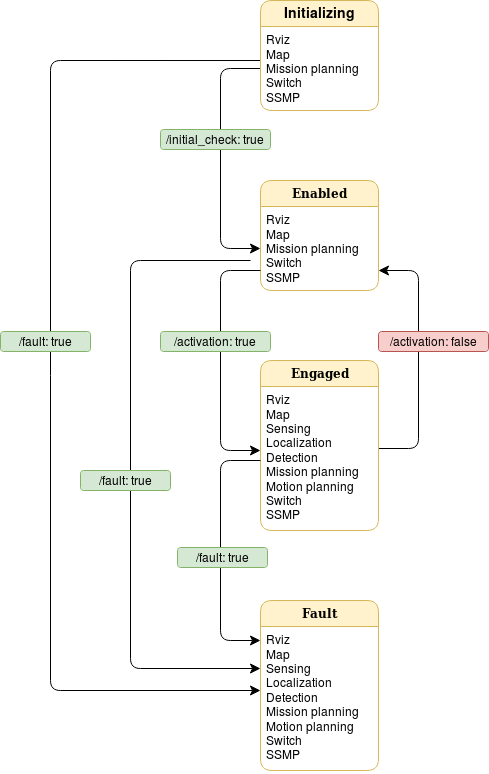 Initializing
Rviz
Map
Mission planning
Switch
SSMP
/initial_check: true
Enabled
Rviz
Map
Mission planning
Switch
SSMP
/fault: true
/activation: true
/activation: false
Engaged
Rviz
Map
Sensing
Localization
Detection
Mission planning
Motion planning
Switch
SSMP
/fault: true
/fault: true
Fault
Rviz
Map
Sensing
Localization
Detection
Mission planning
Motion planning
Switch
SSMP